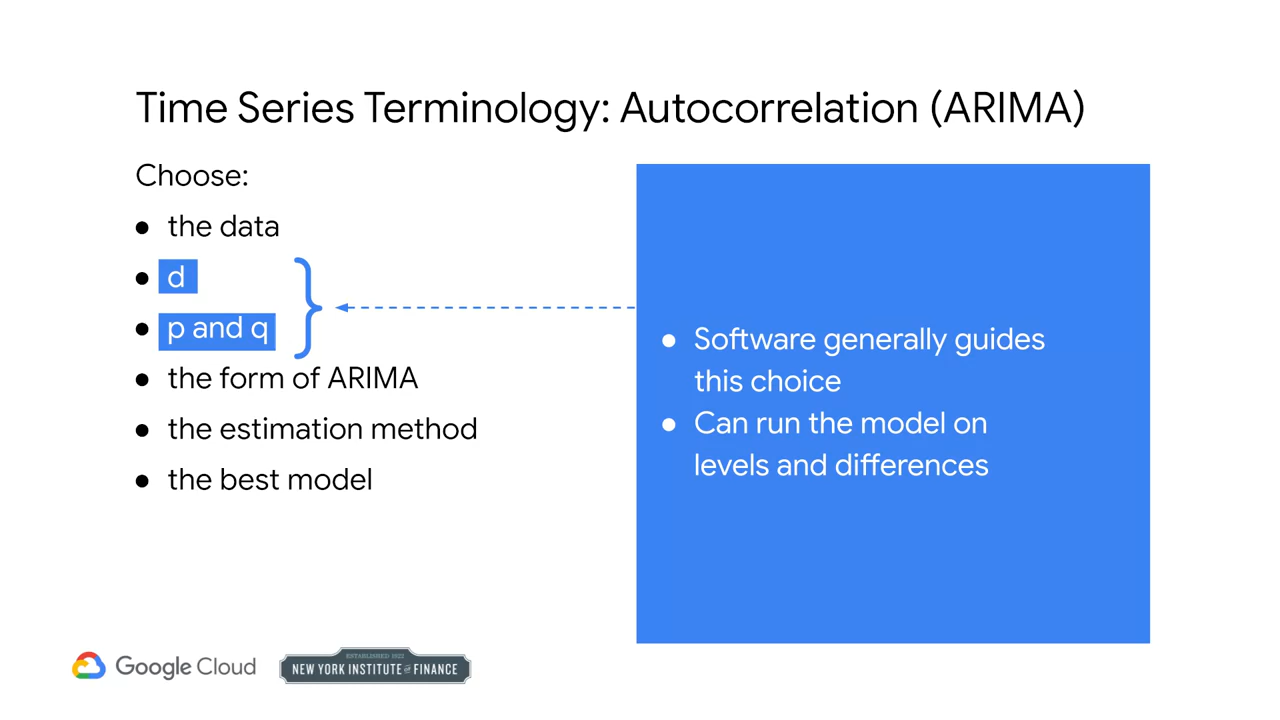 Time Series Terminology: Autocorrelation (ARIMA)
Choose:
● the data
● d
● p and q
● the form of ARIMA
● the estimation method
● the best model
● Software generally guides
this choice
● Can run the model on
levels and differences
Google Cloud
ESTABLISHED 1922
NEW YORK INSTITUTE OF FINANCE